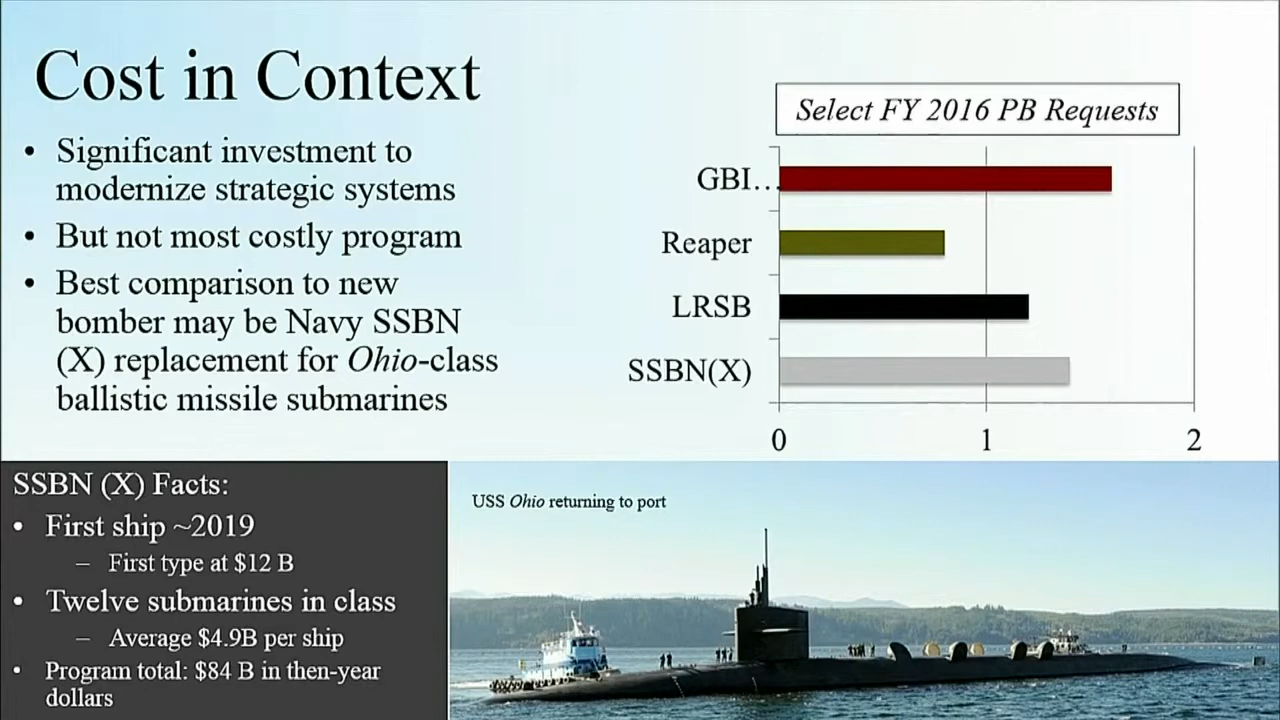 Cost in Context
• Significant investment to
modernize strategic systems
• But not most costly program
• Best comparison to new
bomber may be Navy SSBN
(X) replacement for Ohio-class
ballistic missile submarines
Select FY 2016 PB Requests
GBI…
Reaper
LRSB
SSBN(X)
0 1 2
SSBN (X) Facts:
• First ship ~2019
– First type at $12 B
• Twelve submarines in class
– Average $4.9B per ship
• Program total: $84 B in then-year
dollars
USS Ohio returning to port